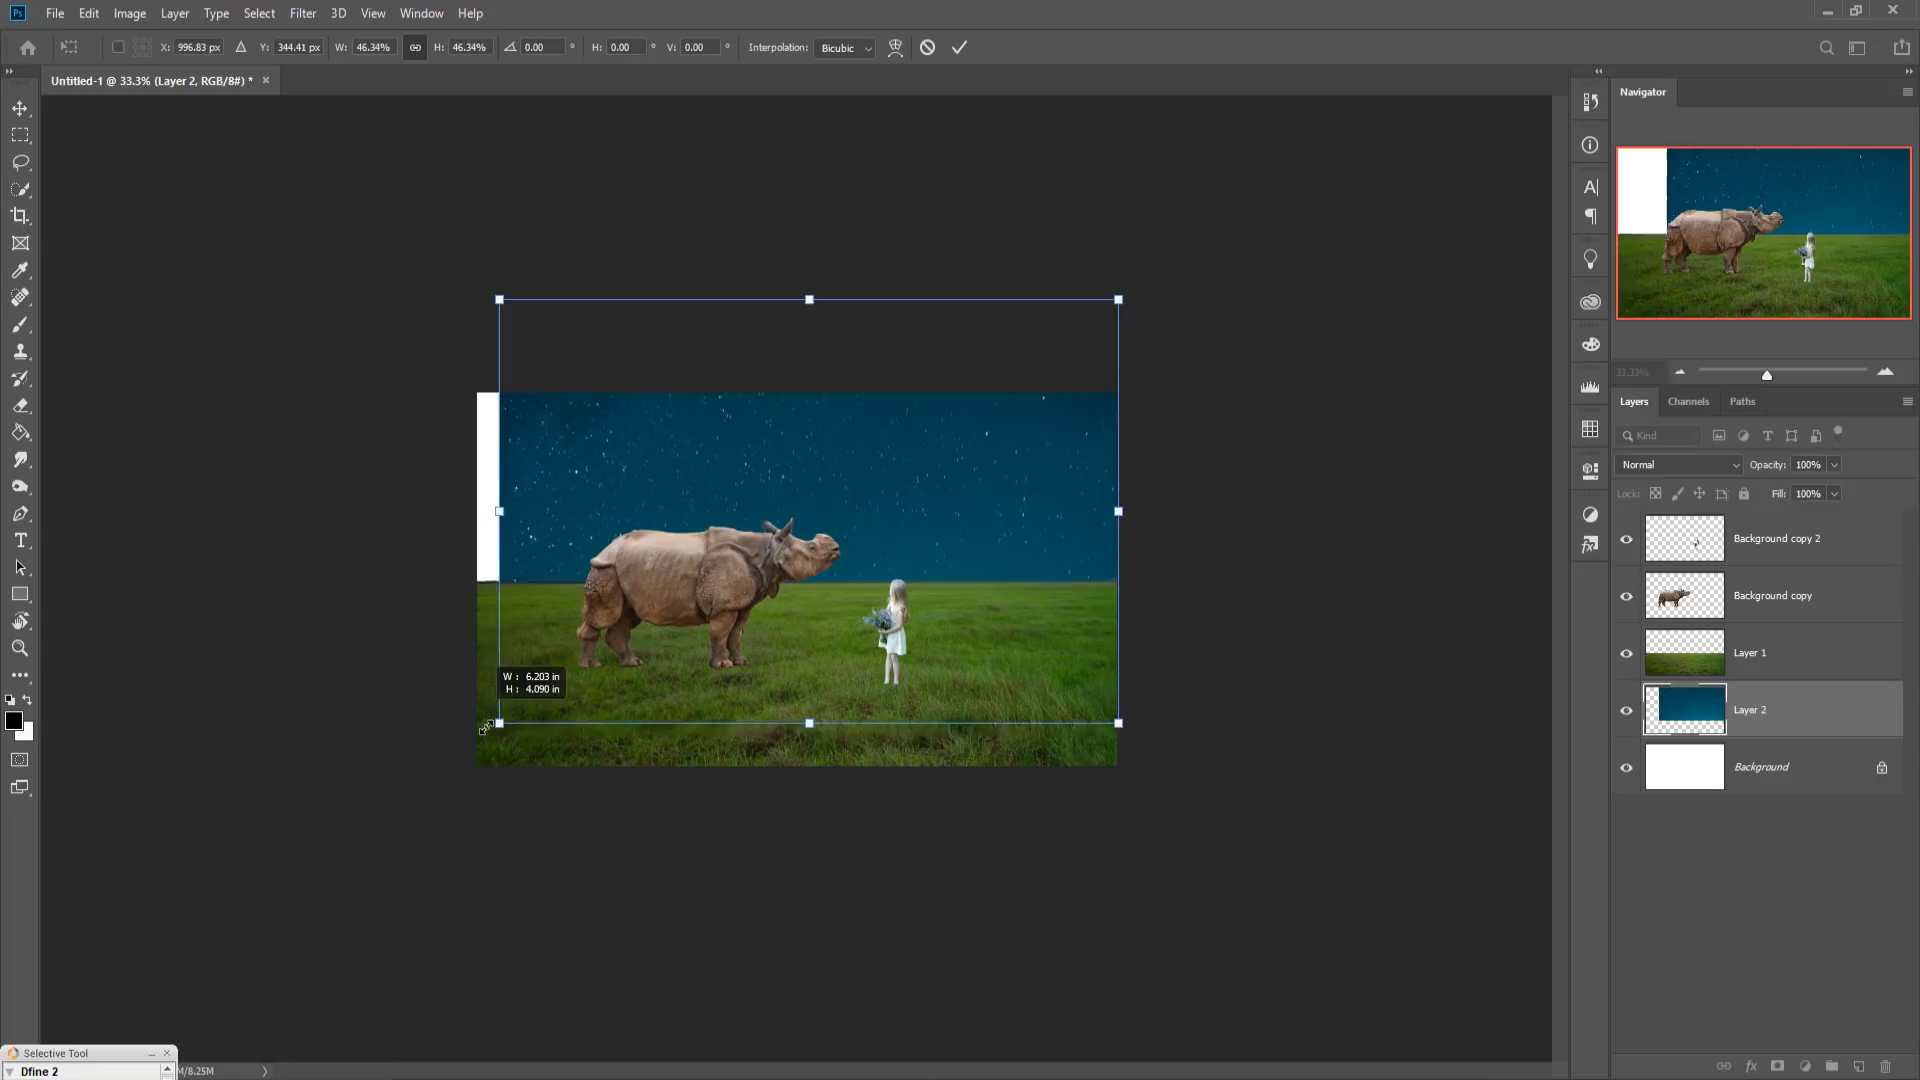 Ps File Edit Image Layer Type Select Filter 3D View Window Help
X: 996.83 px Y: 344.41 px W: 46.34% H: 46.34% 0.00 ° H: 0.00 ° V: 0.00 ° Interpolation: Bicubic
Untitled-1 @ 33.3% (Layer 2, RGB/8#) * ×
Navigator
33.33%
Layers Channels Paths
Kind
Normal Opacity: 100%
Lock: Fill: 100%
Background copy 2
Background copy
Layer 1
Layer 2
Background
W : 6.203 in
H : 4.090 in
Selective Tool
Dfine 2
M/8.25M